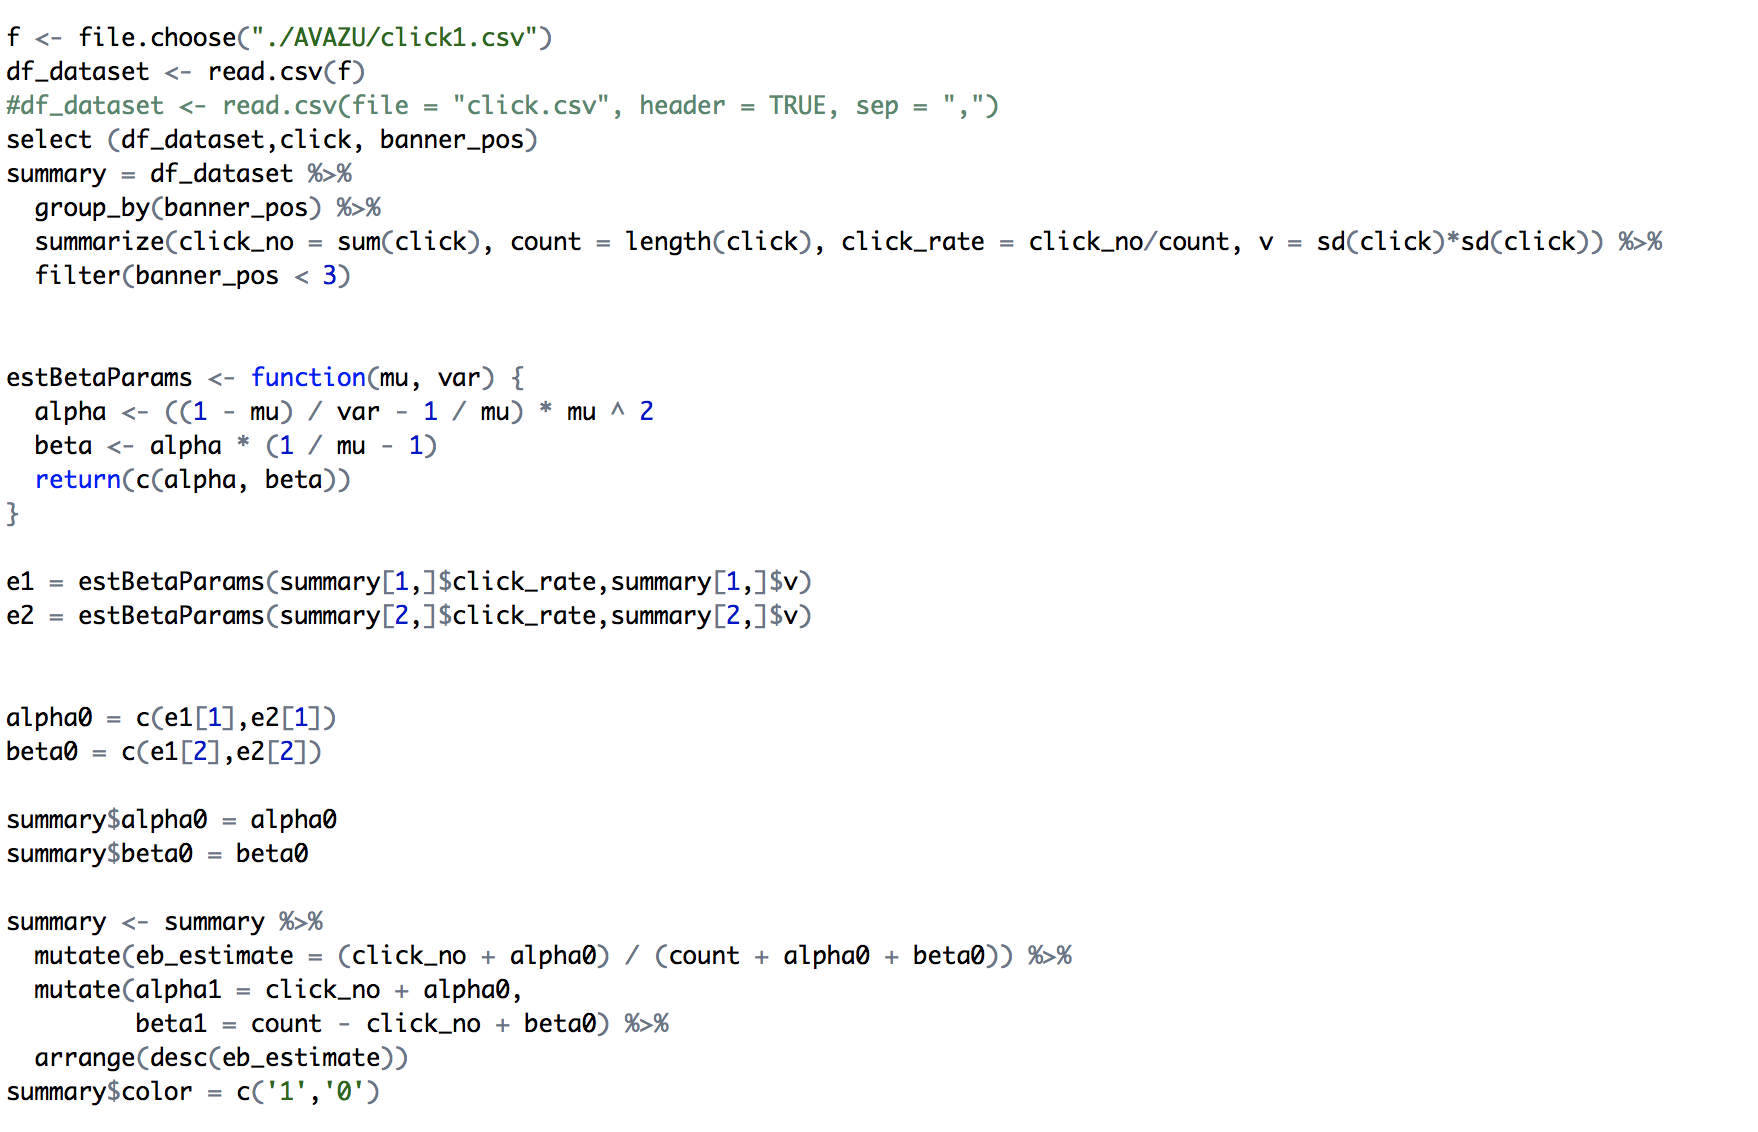 f <- file.choose("./AVAZU/click1.csv")
df_dataset <- read.csv(f)
#df_dataset <- read.csv(file = "click.csv", header = TRUE, sep = ",")
select (df_dataset,click, banner_pos)
summary = df_dataset %>%
  group_by(banner_pos) %>%
  summarize(click_no = sum(click), count = length(click), click_rate = click_no/count, v = sd(click)*sd(click)) %>%
  filter(banner_pos < 3)


estBetaParams <- function(mu, var) {
  alpha <- ((1 - mu) / var - 1 / mu) * mu ^ 2
  beta <- alpha * (1 / mu - 1)
  return(c(alpha, beta))
}

e1 = estBetaParams(summary[1,]$click_rate,summary[1,]$v)
e2 = estBetaParams(summary[2,]$click_rate,summary[2,]$v)


alpha0 = c(e1[1],e2[1])
beta0 = c(e1[2],e2[2])

summary$alpha0 = alpha0
summary$beta0 = beta0

summary <- summary %>%
  mutate(eb_estimate = (click_no + alpha0) / (count + alpha0 + beta0)) %>%
  mutate(alpha1 = click_no + alpha0,
         beta1 = count - click_no + beta0) %>%
  arrange(desc(eb_estimate))
summary$color = c('1','0')